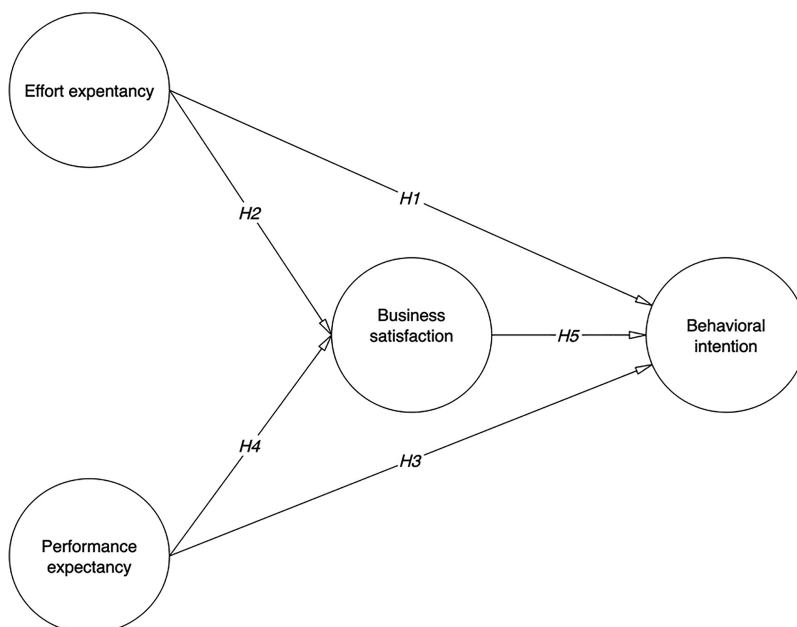 Effort expentancy
H1
H2
Business
satisfaction
H5
Behavioral
intention
H4
H3
Performance
expectancy